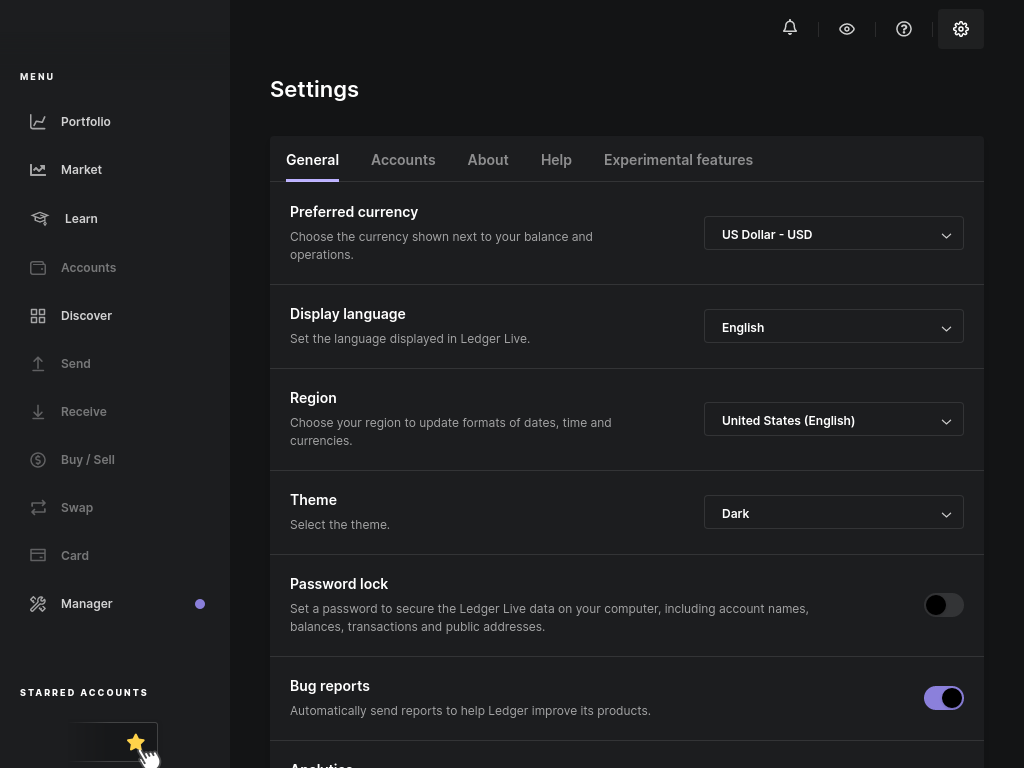 MENU
Portfolio
Market
Learn
Accounts
Discover
Send
Receive
Buy / Sell
Swap
Card
Manager
STARRED ACCOUNTS
Settings
General
Accounts
About
Help
Experimental features
Preferred currency
Choose the currency shown next to your balance and
operations.
US Dollar - USD
Display language
Set the language displayed in Ledger Live.
English
Region
Choose your region to update formats of dates, time and
currencies.
United States (English)
Theme
Select the theme.
Dark
Password lock
Set a password to secure the Ledger Live data on your computer, including account names,
balances, transactions and public addresses.
Bug reports
Automatically send reports to help Ledger improve its products.
Analytics